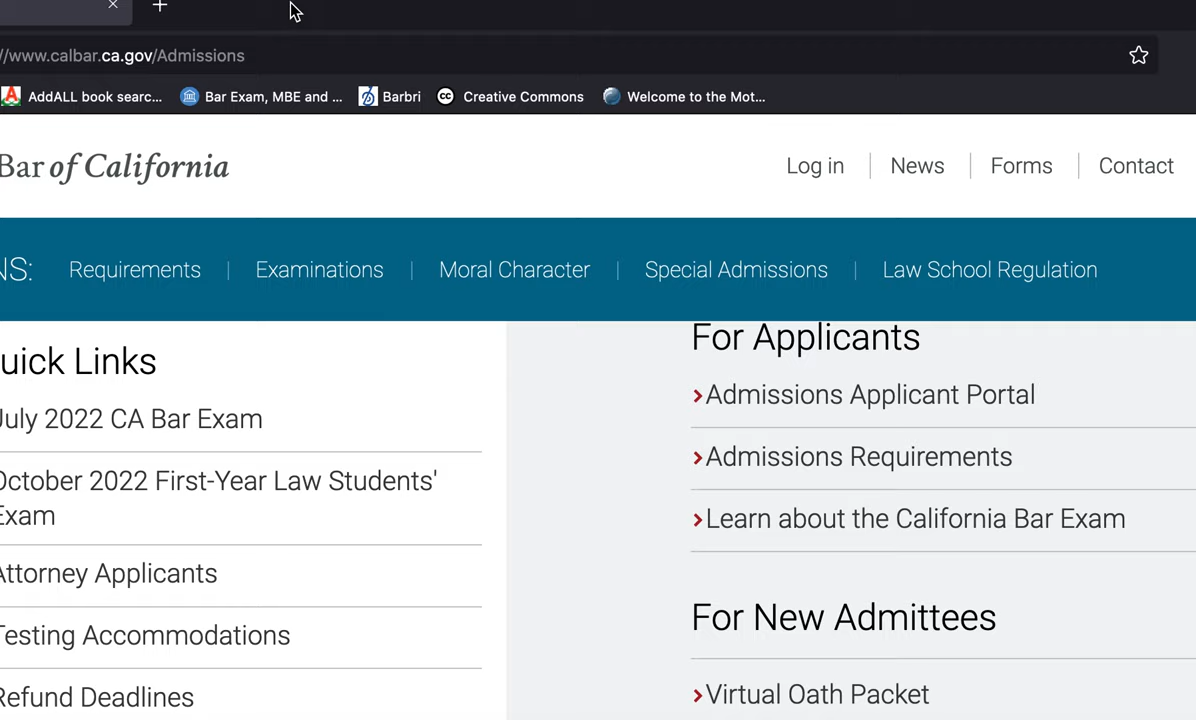 //www.calbar.ca.gov/Admissions
AddALL book searc...
Bar Exam, MBE and ...
Barbri
Creative Commons
Welcome to the Mot...
Bar of California
Log in
News
Forms
Contact
NS:
Requirements
Examinations
Moral Character
Special Admissions
Law School Regulation
uick Links
July 2022 CA Bar Exam
October 2022 First-Year Law Students'
Exam
Attorney Applicants
Testing Accommodations
Refund Deadlines
For Applicants
Admissions Applicant Portal
Admissions Requirements
Learn about the California Bar Exam
For New Admittees
Virtual Oath Packet